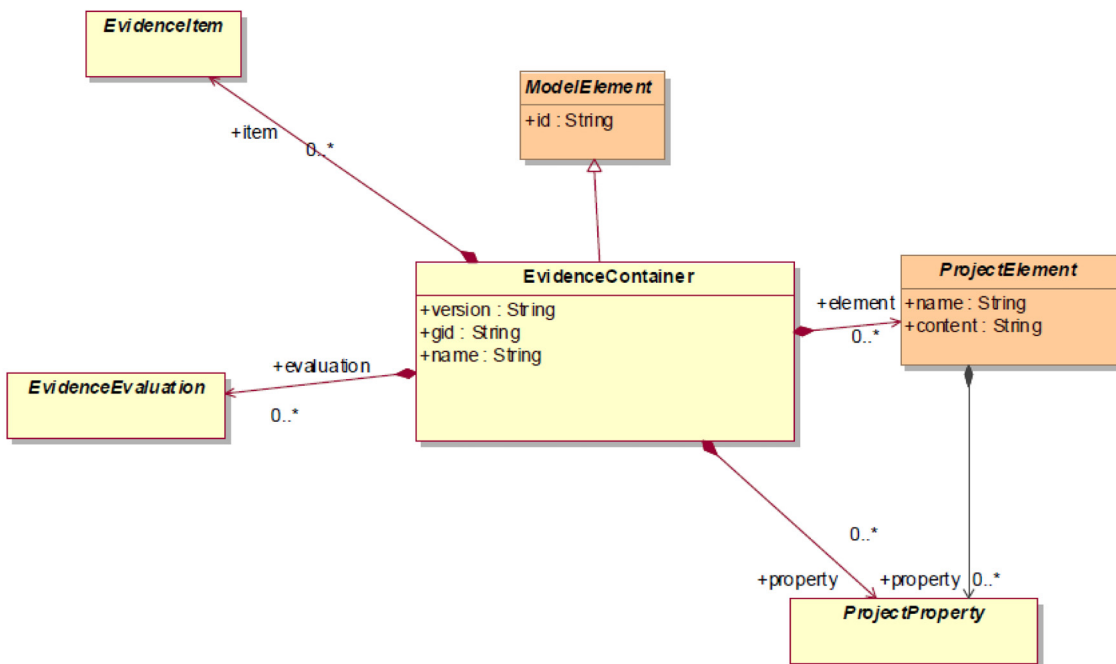 EvidenceItem
ModelElement
+id : String
+item
0..*
EvidenceContainer
+version : String
+gid : String
+name : String
ProjectElement
+name : String
+content : String
+element
0..*
+evaluation
EvidenceEvaluation
0..*
0..*
+property
+property
0..*
ProjectProperty